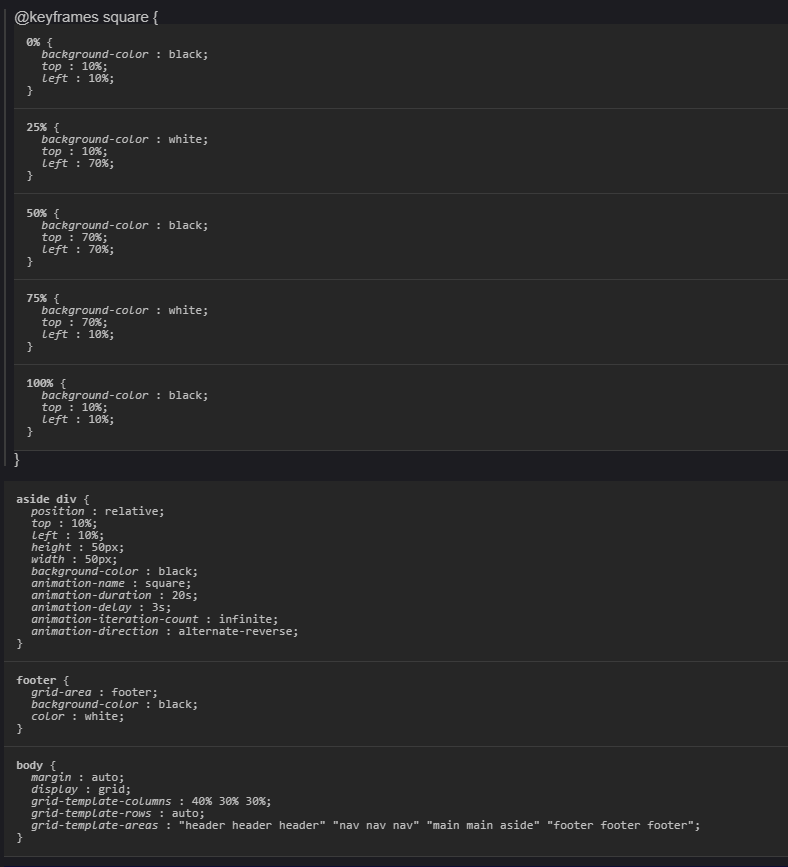 @keyframes square {
0% {
background-color : black;
top : 10%;
left : 10%;
}
25% {
background-color : white;
top : 10%;
left : 70%;
}
50% {
background-color : black;
top : 70%;
left : 70%;
}
75% {
background-color : white;
top : 70%;
left : 10%;
}
100% {
background-color : black;
top : 10%;
left : 10%;
}
}
aside div {
position : relative;
top : 10%;
left : 10%;
height : 50px;
width : 50px;
background-color : black;
animation-name : square;
animation-duration : 20s;
animation-delay : 3s;
animation-iteration-count : infinite;
animation-direction : alternate-reverse;
}
footer {
grid-area : footer;
background-color : black;
color : white;
}
body {
margin : auto;
display : grid;
grid-template-columns : 40% 30% 30%;
grid-template-rows : auto;
grid-template-areas : "header header header" "nav nav nav" "main main aside" "footer footer footer";
}